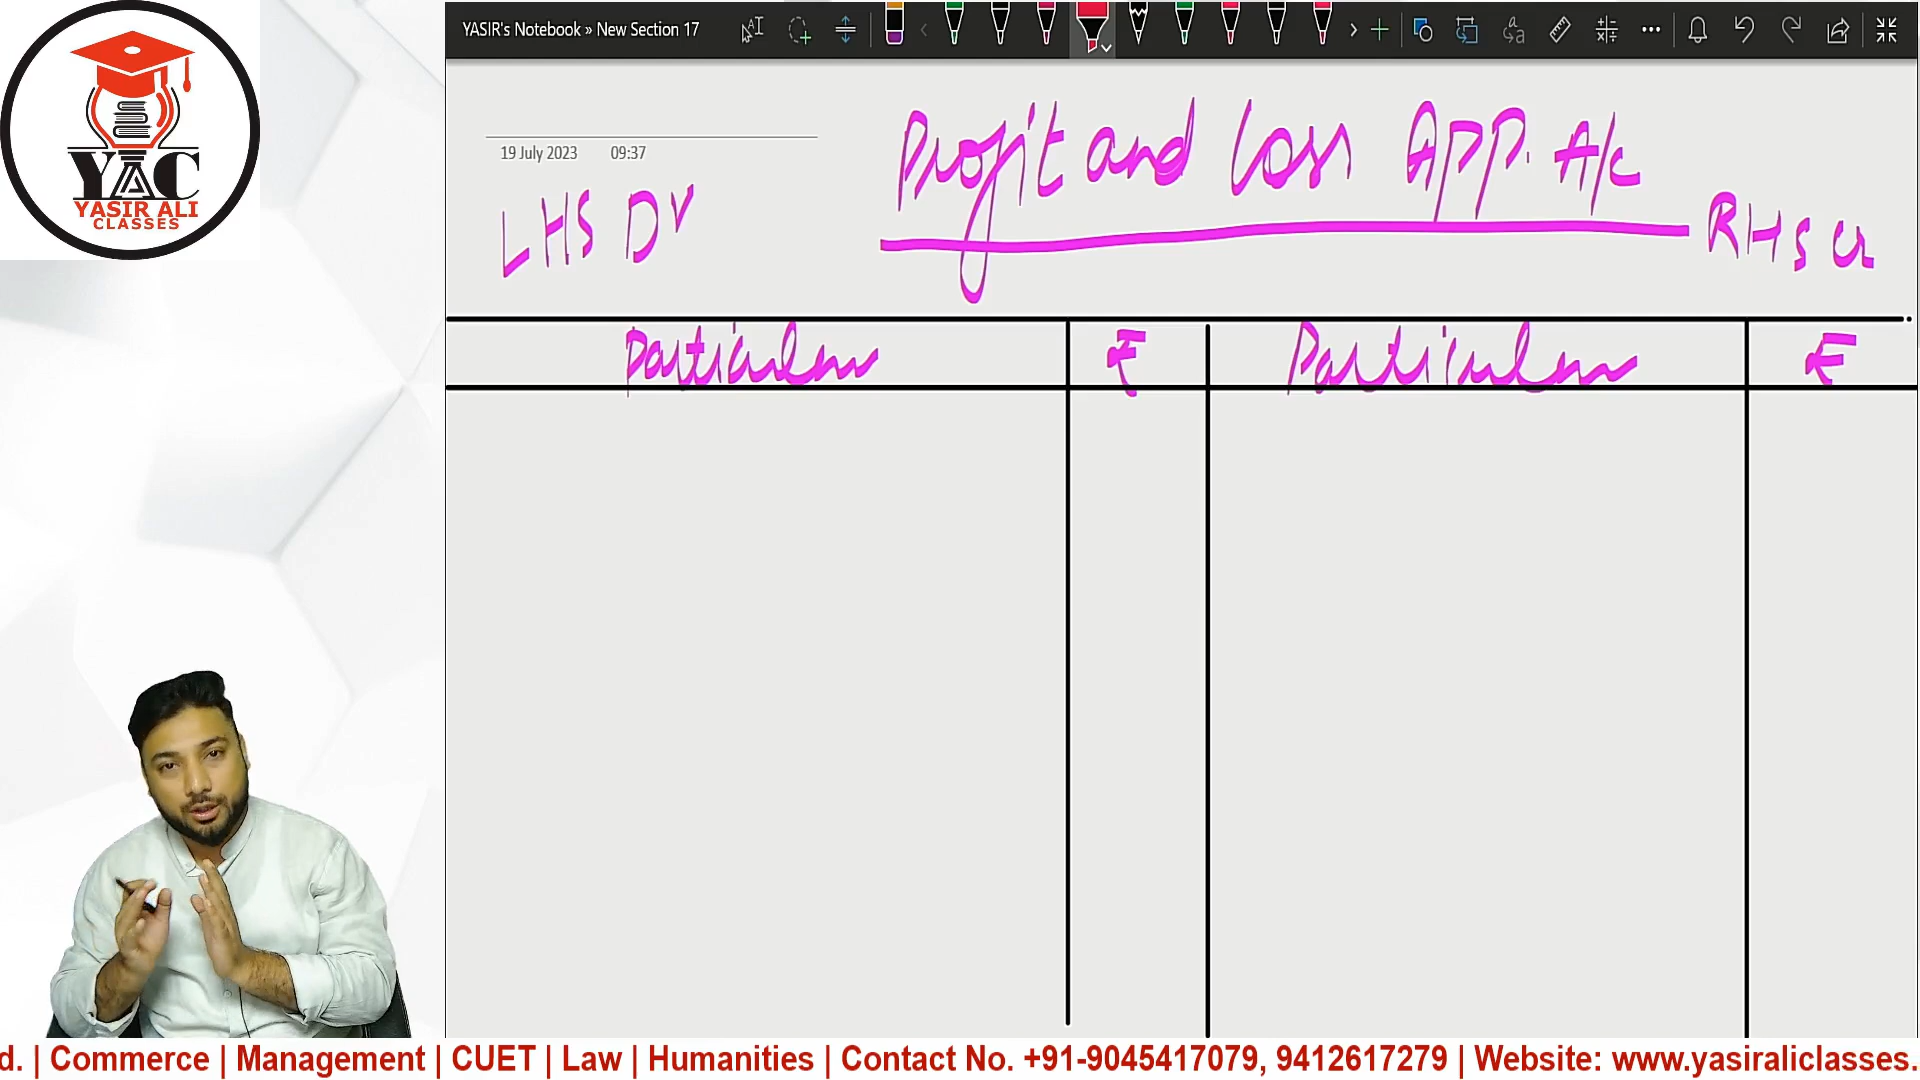 YASIR's Notebook » New Section 17
YAC
YASIR ALI
CLASSES
19 July 2023 09:37
Profit and Loss App. A/c
LHS Dr
RHS Cr
Particulars ₹ Particulars ₹
d. | Commerce | Management | CUET | Law | Humanities | Contact No. +91-9045417079, 9412617279 | Website: www.yasiraliclasses.